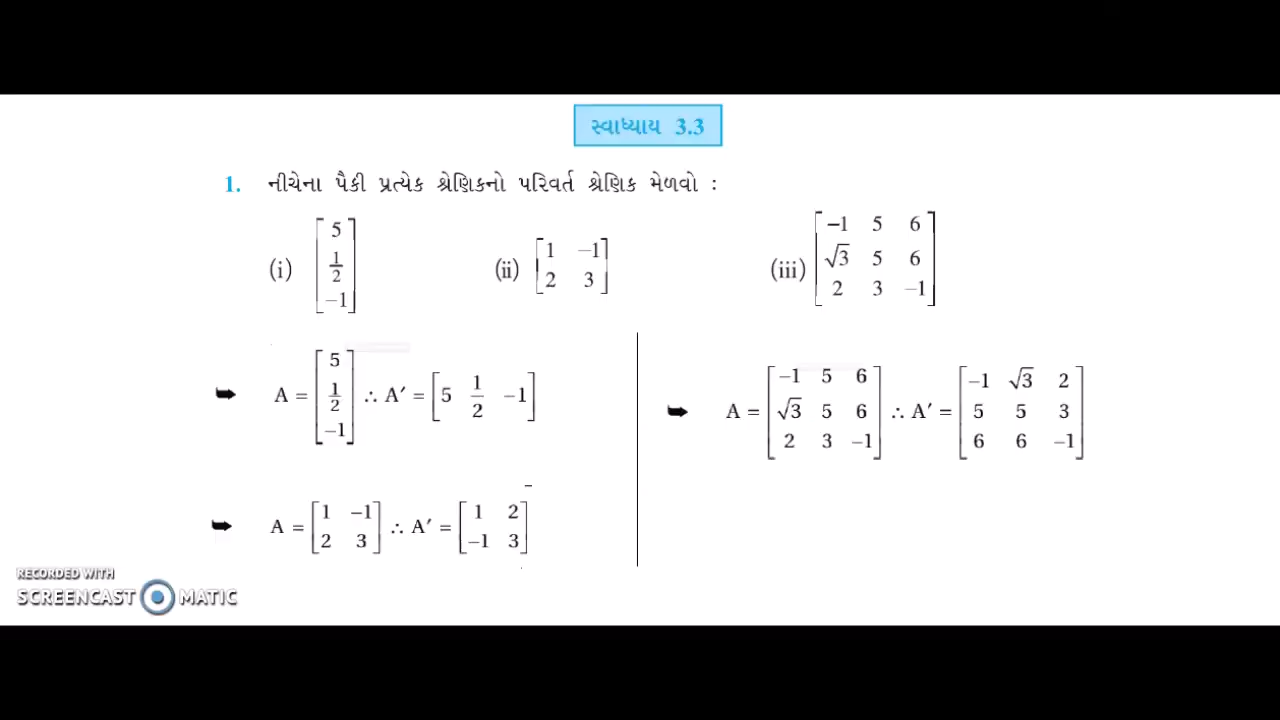 સ્વાધ્યાય 3.3
1. નીચેના પૈકી પ્રત્યેક શ્રેણિકનો પરિવર્ત શ્રેણિક મેળવો :
(i) [5; 1/2; –1] (ii) [1 –1; 2 3] (iii) [–1 5 6; √3 5 6; 2 3 –1]
➥ A = [5; 1/2; –1] ∴ A′ = [5 1/2 –1]
➥ A = [1 –1; 2 3] ∴ A′ = [1 2; –1 3]
➥ A = [–1 5 6; √3 5 6; 2 3 –1] ∴ A′ = [–1 √3 2; 5 5 3; 6 6 –1]
RECORDED WITH
SCREENCAST MATIC